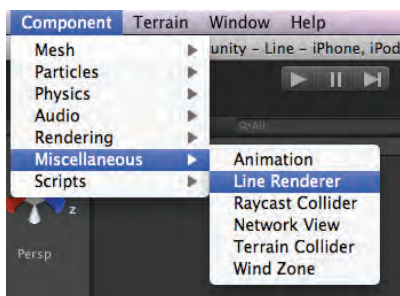 Component Terrain Window Help
unity – Line – iPhone, iPod
Mesh
Particles
Physics
Audio
Rendering
Miscellaneous
Scripts
All
Animation
Line Renderer
Raycast Collider
Network View
Terrain Collider
Wind Zone
z
Persp